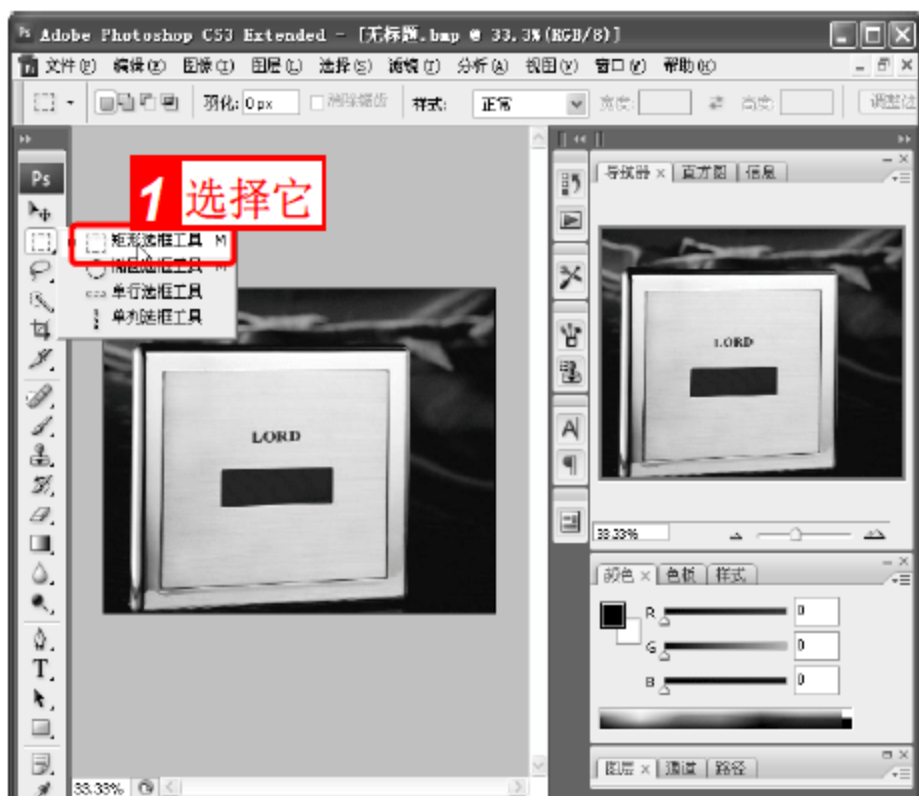 Ps Adobe Photoshop CS3 Extended - [无标题.bmp @ 33.3%(RGB/8)]
文件(F) 编辑(E) 图像(I) 图层(L) 选择(S) 滤镜(T) 分析(A) 视图(V) 窗口(W) 帮助(H)
羽化: 0 px 消除锯齿 样式: 正常 宽度: 高度:
Ps
导航器 × 直方图 信息
1 选择它
矩形选框工具 M
椭圆选框工具 M
单行选框工具
单列选框工具
LORD
LORD
33.33%
颜色 × 色板 样式
R 0
G 0
B 0
图层 × 通道 路径
33.33%